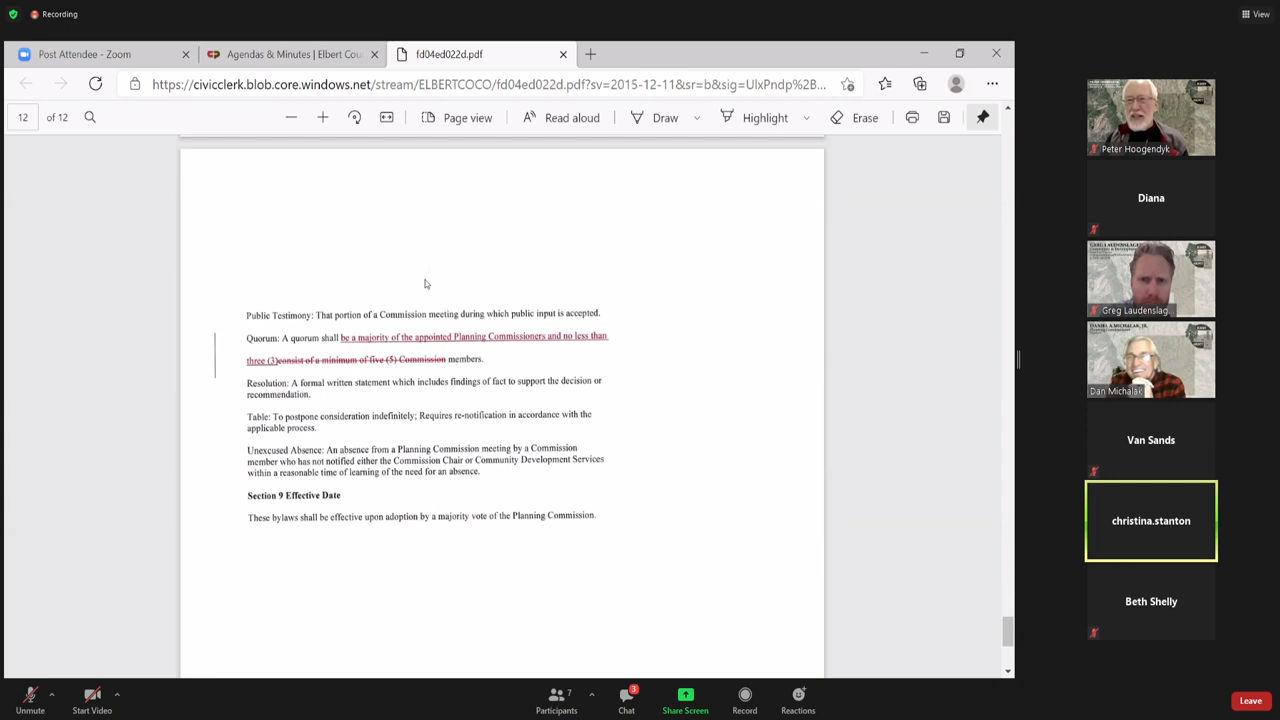 Recording
View
Post Attendee - Zoom
Agendas & Minutes | Elbert Cou
fd04ed022d.pdf
https://civicclerk.blob.core.windows.net/stream/ELBERTCOCO/fd04ed022d.pdf?sv=2015-12-11&sr=b&sig=UlxPndp%2B...
12 of 12
Page view
Read aloud
Draw
Highlight
Erase
Public Testimony: That portion of a Commission meeting during which public input is accepted.
Quorum: A quorum shall be a majority of the appointed Planning Commissioners and no less than
three (3)consist of a minimum of five (5) Commission members.
Resolution: A formal written statement which includes findings of fact to support the decision or
recommendation.
Table: To postpone consideration indefinitely; Requires re-notification in accordance with the
applicable process.
Unexcused Absence: An absence from a Planning Commission meeting by a Commission
member who has not notified either the Commission Chair or Community Development Services
within a reasonable time of learning of the need for an absence.
Section 9 Effective Date
These bylaws shall be effective upon adoption by a majority vote of the Planning Commission.
Peter Hoogendyk
Diana
GREG LAUDENSLAGER
Greg Laudenslag...
DANIEL A MICHALAK, JR.
Dan Michalak
Van Sands
christina.stanton
Beth Shelly
Unmute
Start Video
7
Participants
3
Chat
Share Screen
Record
Reactions
Leave